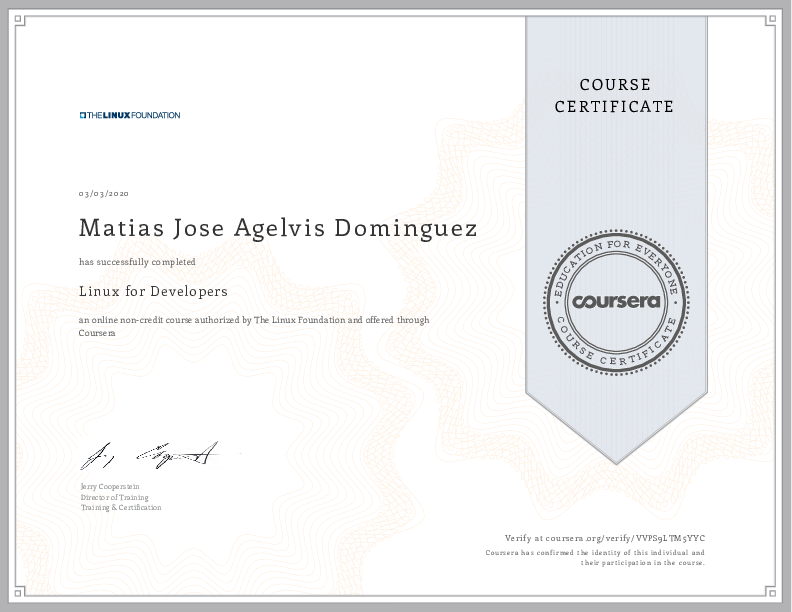 COURSE
CERTIFICATE
THE LINUX FOUNDATION
03/03/2020
Matias Jose Agelvis Dominguez
has successfully completed
Linux for Developers
an online non-credit course authorized by The Linux Foundation and offered through
Coursera
EDUCATION FOR EVERYONE
coursera
COURSE CERTIFICATE
Jerry Cooperstein
Director of Training
Training & Certification
Verify at coursera.org/verify/VVPS9LTM5YYC
Coursera has confirmed the identity of this individual and
their participation in the course.